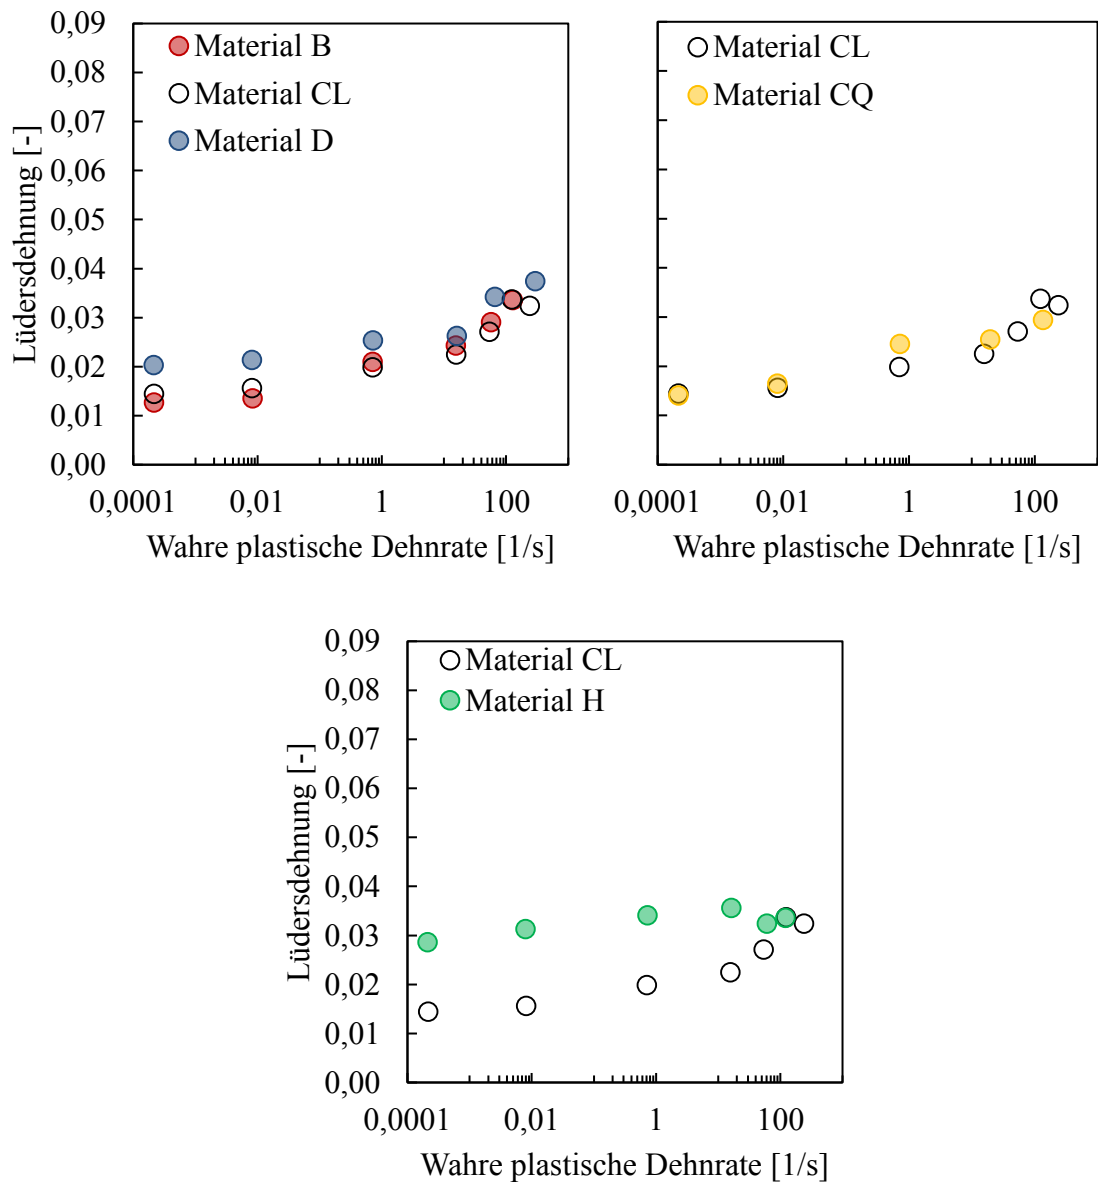 0,09
0,08
0,07
0,06
0,05
0,04
0,03
0,02
0,01
0,00
Lüdersdehnung [-]
Material B
Material CL
Material D
0,0001 0,01 1 100
Wahre plastische Dehnrate [1/s]
Material CL
Material CQ
0,0001 0,01 1 100
Wahre plastische Dehnrate [1/s]
0,09
0,08
0,07
0,06
0,05
0,04
0,03
0,02
0,01
0,00
Lüdersdehnung [-]
Material CL
Material H
0,0001 0,01 1 100
Wahre plastische Dehnrate [1/s]